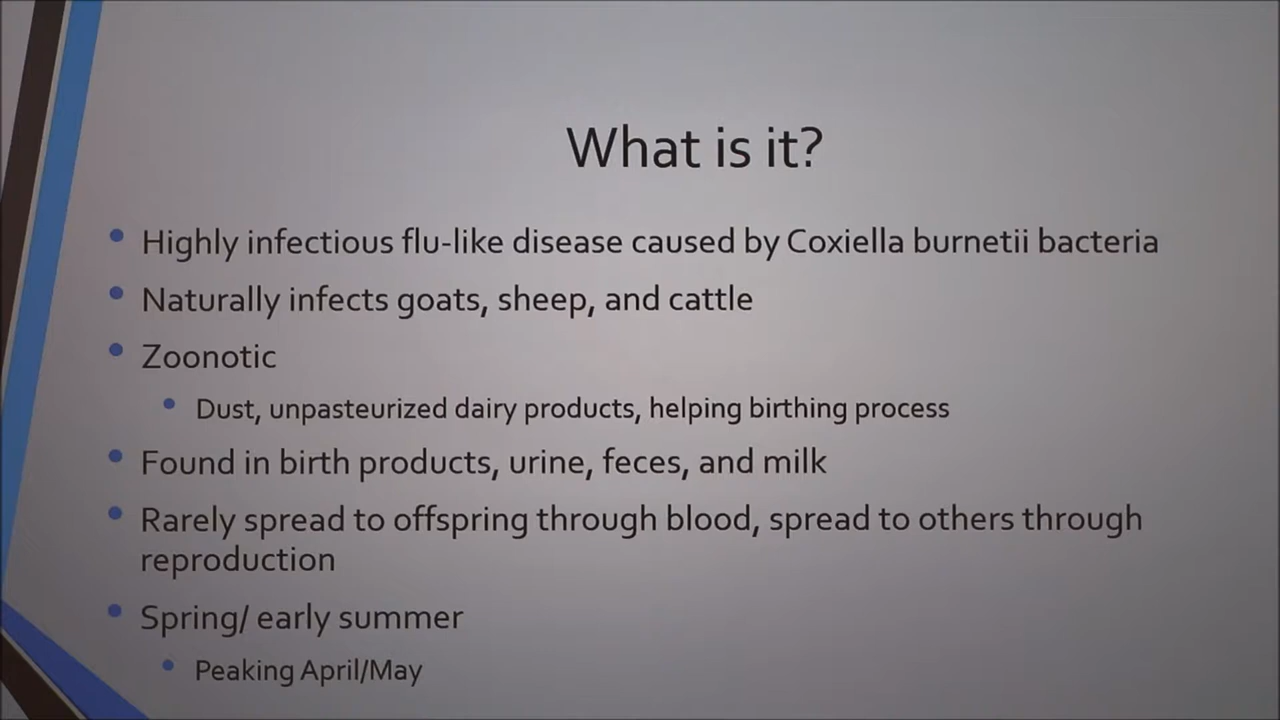 What is it?
Highly infectious flu-like disease caused by Coxiella burnetii bacteria
Naturally infects goats, sheep, and cattle
Zoonotic
Dust, unpasteurized dairy products, helping birthing process
Found in birth products, urine, feces, and milk
Rarely spread to offspring through blood, spread to others through
reproduction
Spring/ early summer
Peaking April/May